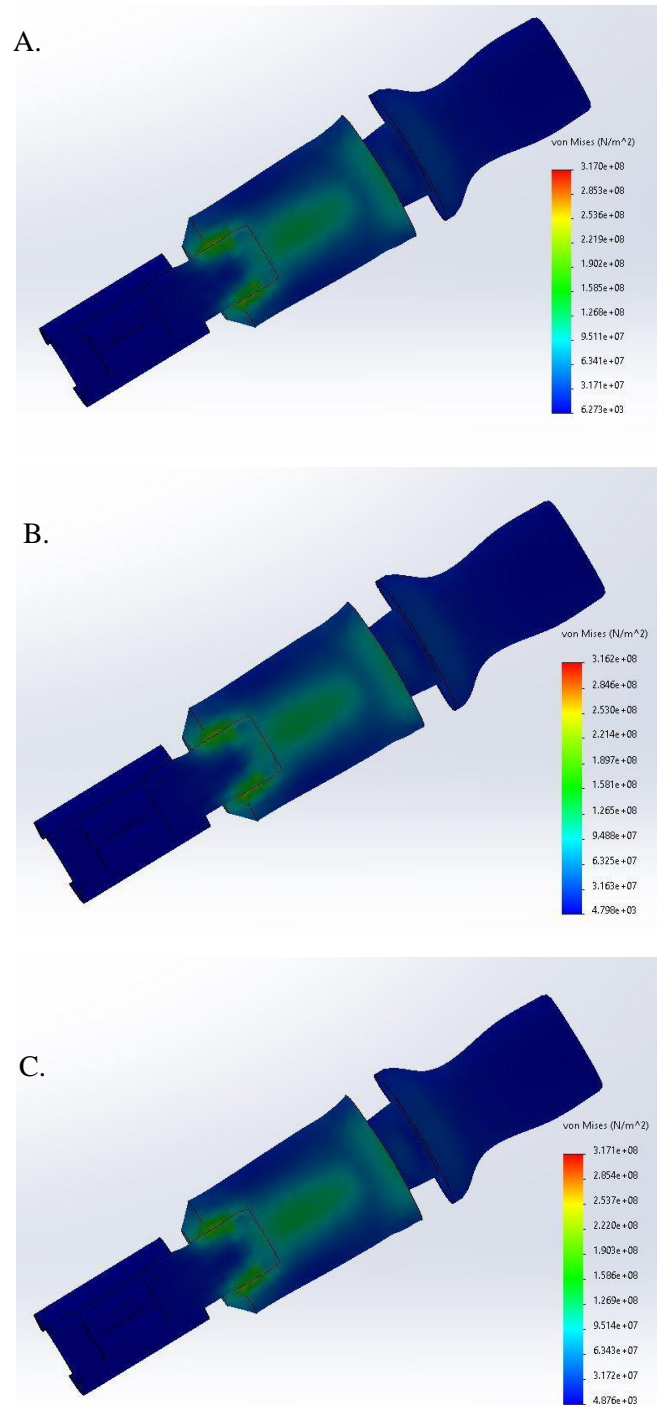 A.
von Mises (N/m^2)
3.170e+08
2.853e+08
2.536e+08
2.219e+08
1.902e+08
1.585e+08
1.268e+08
9.511e+07
6.341e+07
3.171e+07
6.273e+03
B.
von Mises (N/m^2)
3.162e+08
2.846e+08
2.530e+08
2.214e+08
1.897e+08
1.581e+08
1.265e+08
9.488e+07
6.325e+07
3.163e+07
4.798e+03
C.
von Mises (N/m^2)
3.171e+08
2.854e+08
2.537e+08
2.220e+08
1.903e+08
1.586e+08
1.269e+08
9.514e+07
6.343e+07
3.172e+07
4.876e+03